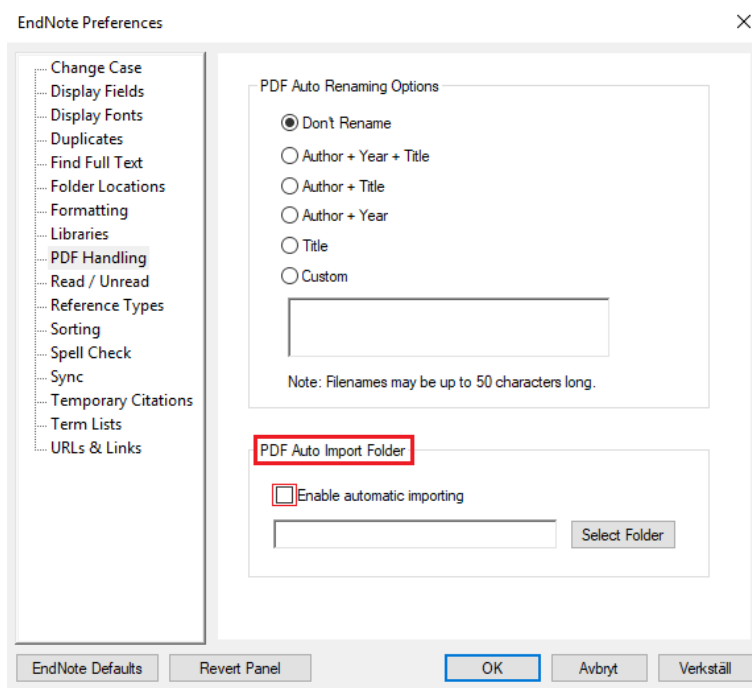 EndNote Preferences
Change Case
Display Fields
Display Fonts
Duplicates
Find Full Text
Folder Locations
Formatting
Libraries
PDF Handling
Read / Unread
Reference Types
Sorting
Spell Check
Sync
Temporary Citations
Term Lists
URLs & Links
PDF Auto Renaming Options
Don't Rename
Author + Year + Title
Author + Title
Author + Year
Title
Custom
Note: Filenames may be up to 50 characters long.
PDF Auto Import Folder
Enable automatic importing
Select Folder
EndNote Defaults
Revert Panel
OK
Avbryt
Verkställ